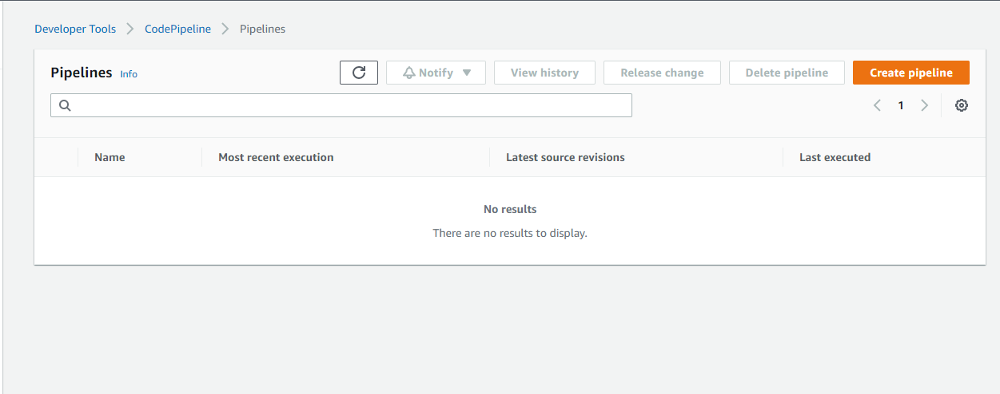 Developer Tools > CodePipeline > Pipelines
Pipelines Info Notify ▼ View history Release change Delete pipeline Create pipeline
1
Name Most recent execution Latest source revisions Last executed
No results
There are no results to display.